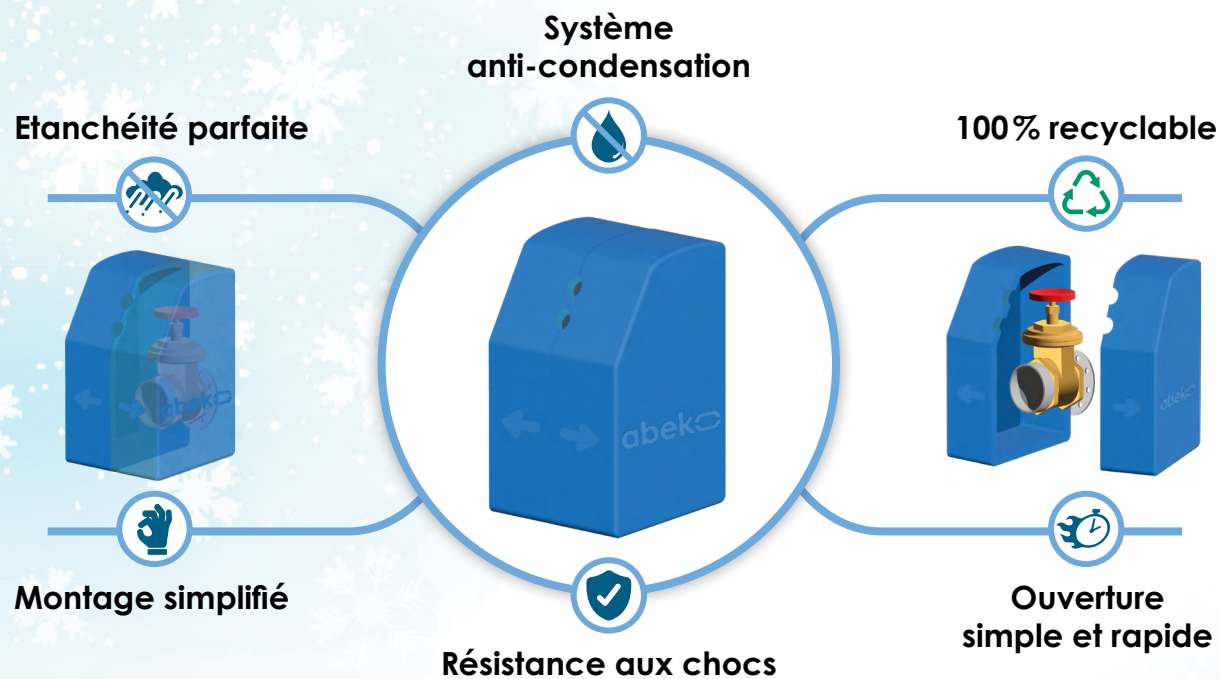 Système
anti-condensation
Etanchéité parfaite
100% recyclable
abeko
abeko
abeko
Montage simplifié
Ouverture
simple et rapide
Résistance aux chocs